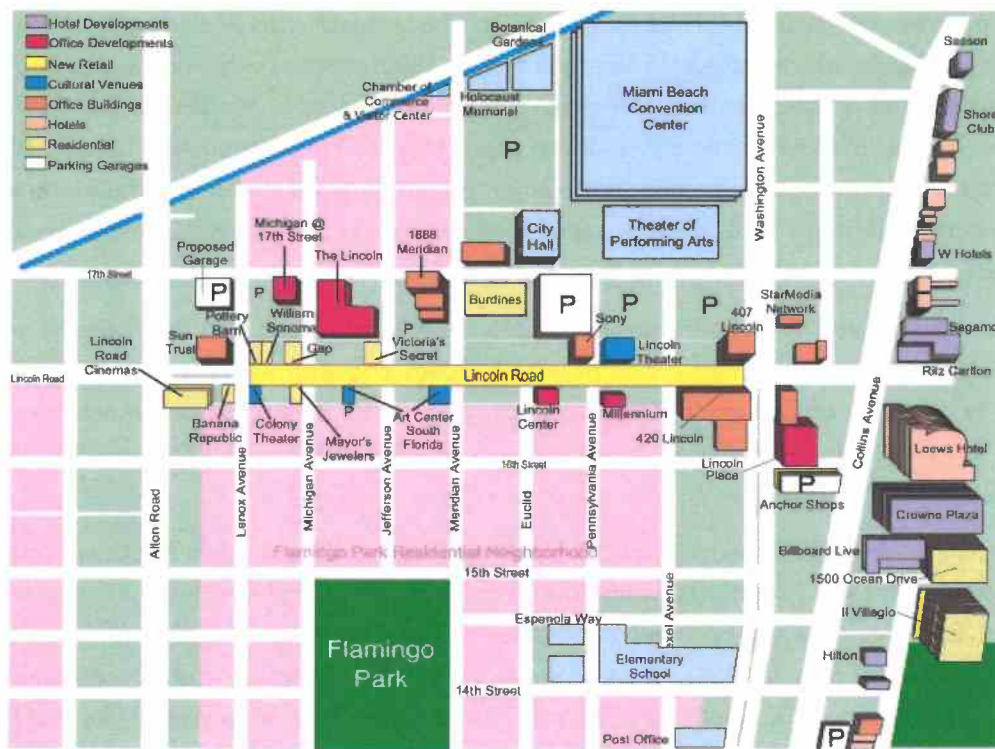 Hotel Developments
Office Developments
New Retail
Cultural Venues
Office Buildings
Hotels
Residential
Parking Garages
Botanical
Gardens
Chamber of
Commerce
& Visitor Center
Holocaust
Memorial
P
Miami Beach
Convention
Center
Washington Avenue
Sasson
Shore
Club
Theater of
Performing Arts
City
Hall
W Hotels
Michigan @
17th Street
1688
Meridian
Proposed
Garage
The Lincoln
17th Street
P
P
Burdines
P
P
P
StarMedia
Network
Pottery
Barn
William
Sonoma
P
Sony
407
Lincoln
Sagamo
Lincoln
Road
Cinemas
Sun
Trust
Gap
Victoria's
Secret
Lincoln
Theater
Lincoln Road
Lincoln Road
Ritz Carlton
Banana
Republic
Colony
Theater
P
Mayor's
Jewelers
Art Center
South
Florida
Lincoln
Center
Millennium
420 Lincoln
16th Street
Lincoln
Place
P
Anchor Shops
Collins Avenue
Loews Hotel
Crowne Plaza
Alton Road
Lenox Avenue
Michigan Avenue
Jefferson Avenue
Meridian Avenue
Euclid
Pennsylvania Avenue
Flamingo Park Residential Neighborhood
15th Street
Billboard Live
1500 Ocean Drive
exel Avenue
Il Villagio
Flamingo
Park
Espanola Way
Elementary
School
Hilton
14th Street
Post Office
P